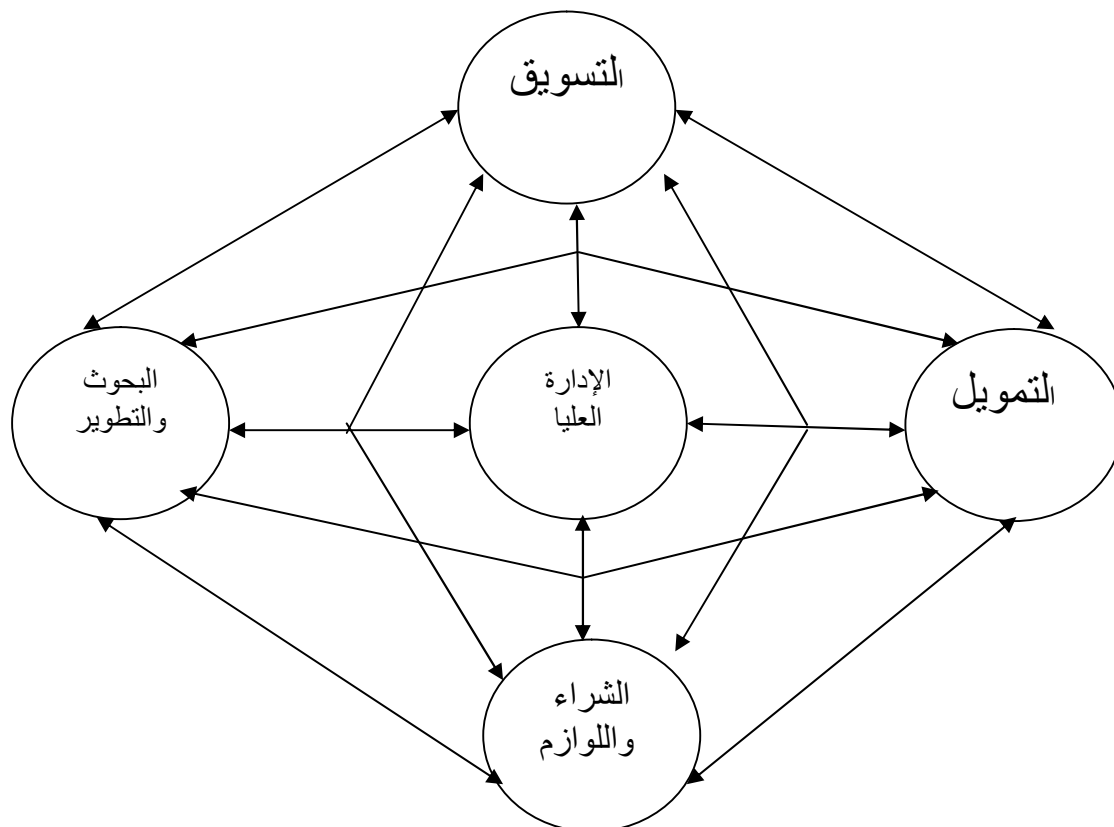 التسويق
البحوث
والتطوير
الإدارة
العليا
التمويل
الشراء
واللوازم